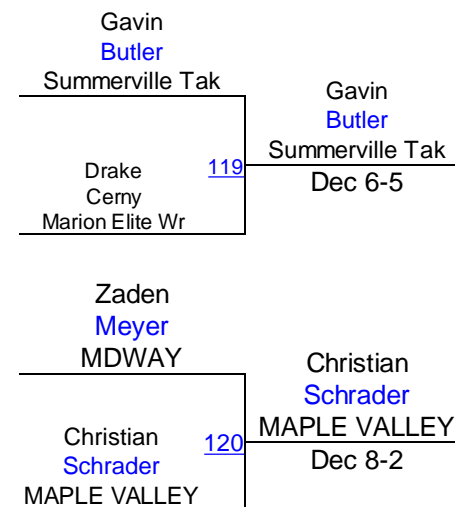 Gavin
Butler
Summerville Tak
Drake
Cerny
Marion Elite Wr
119
Gavin
Butler
Summerville Tak
Dec 6-5
Zaden
Meyer
MDWAY
Christian
Schrader
MAPLE VALLEY
120
Christian
Schrader
MAPLE VALLEY
Dec 8-2